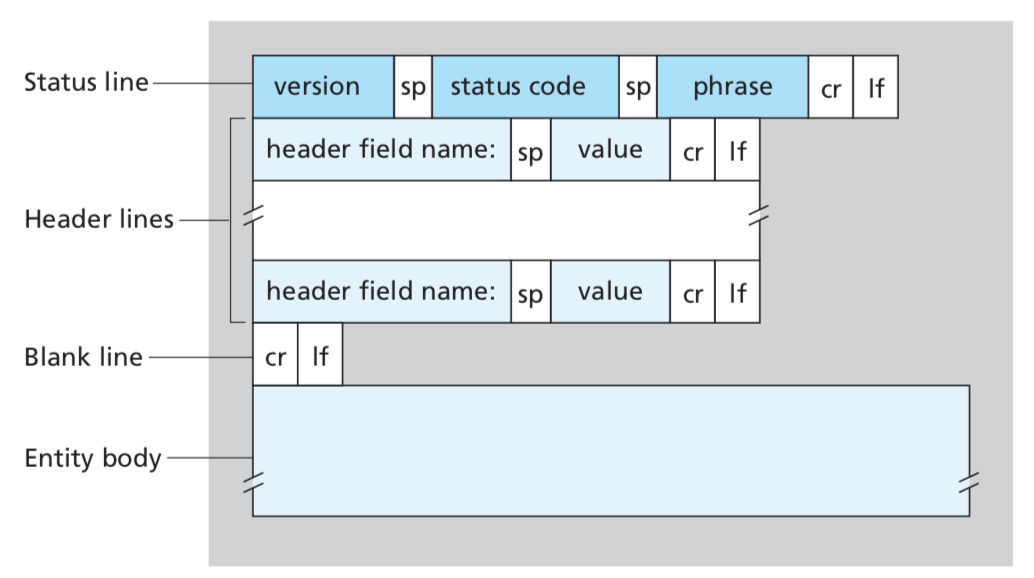 Status line version sp status code sp phrase cr lf
header field name: sp value cr lf
Header lines
header field name: sp value cr lf
Blank line cr lf
Entity body